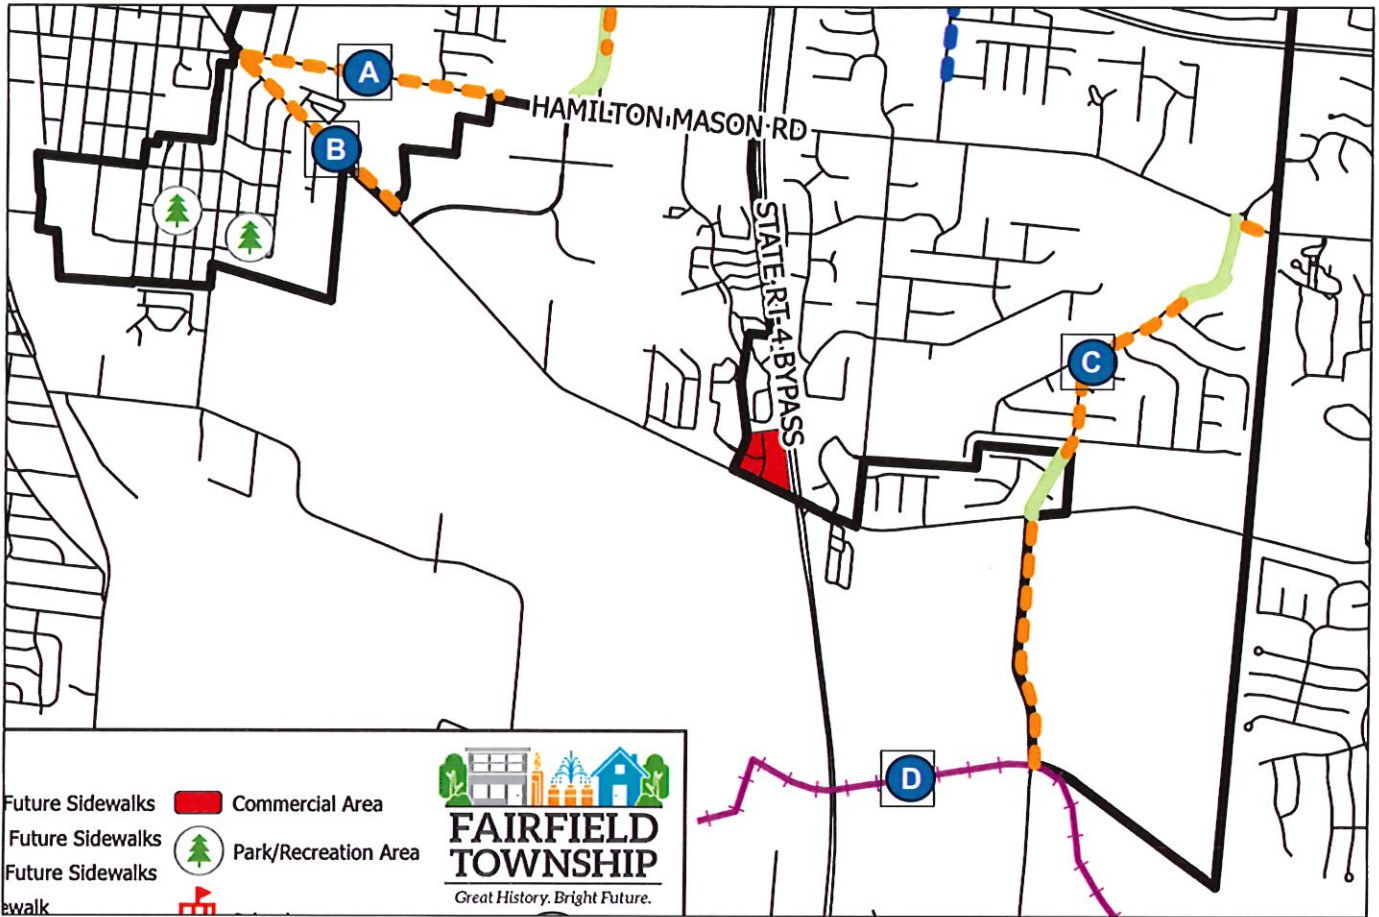 A
HAMILTON MASON RD
B
STATE RT 4 BYPASS
C
D
Future Sidewalks
Future Sidewalks
Future Sidewalks
ewalk
Commercial Area
Park/Recreation Area
FAIRFIELD
TOWNSHIP
Great History. Bright Future.